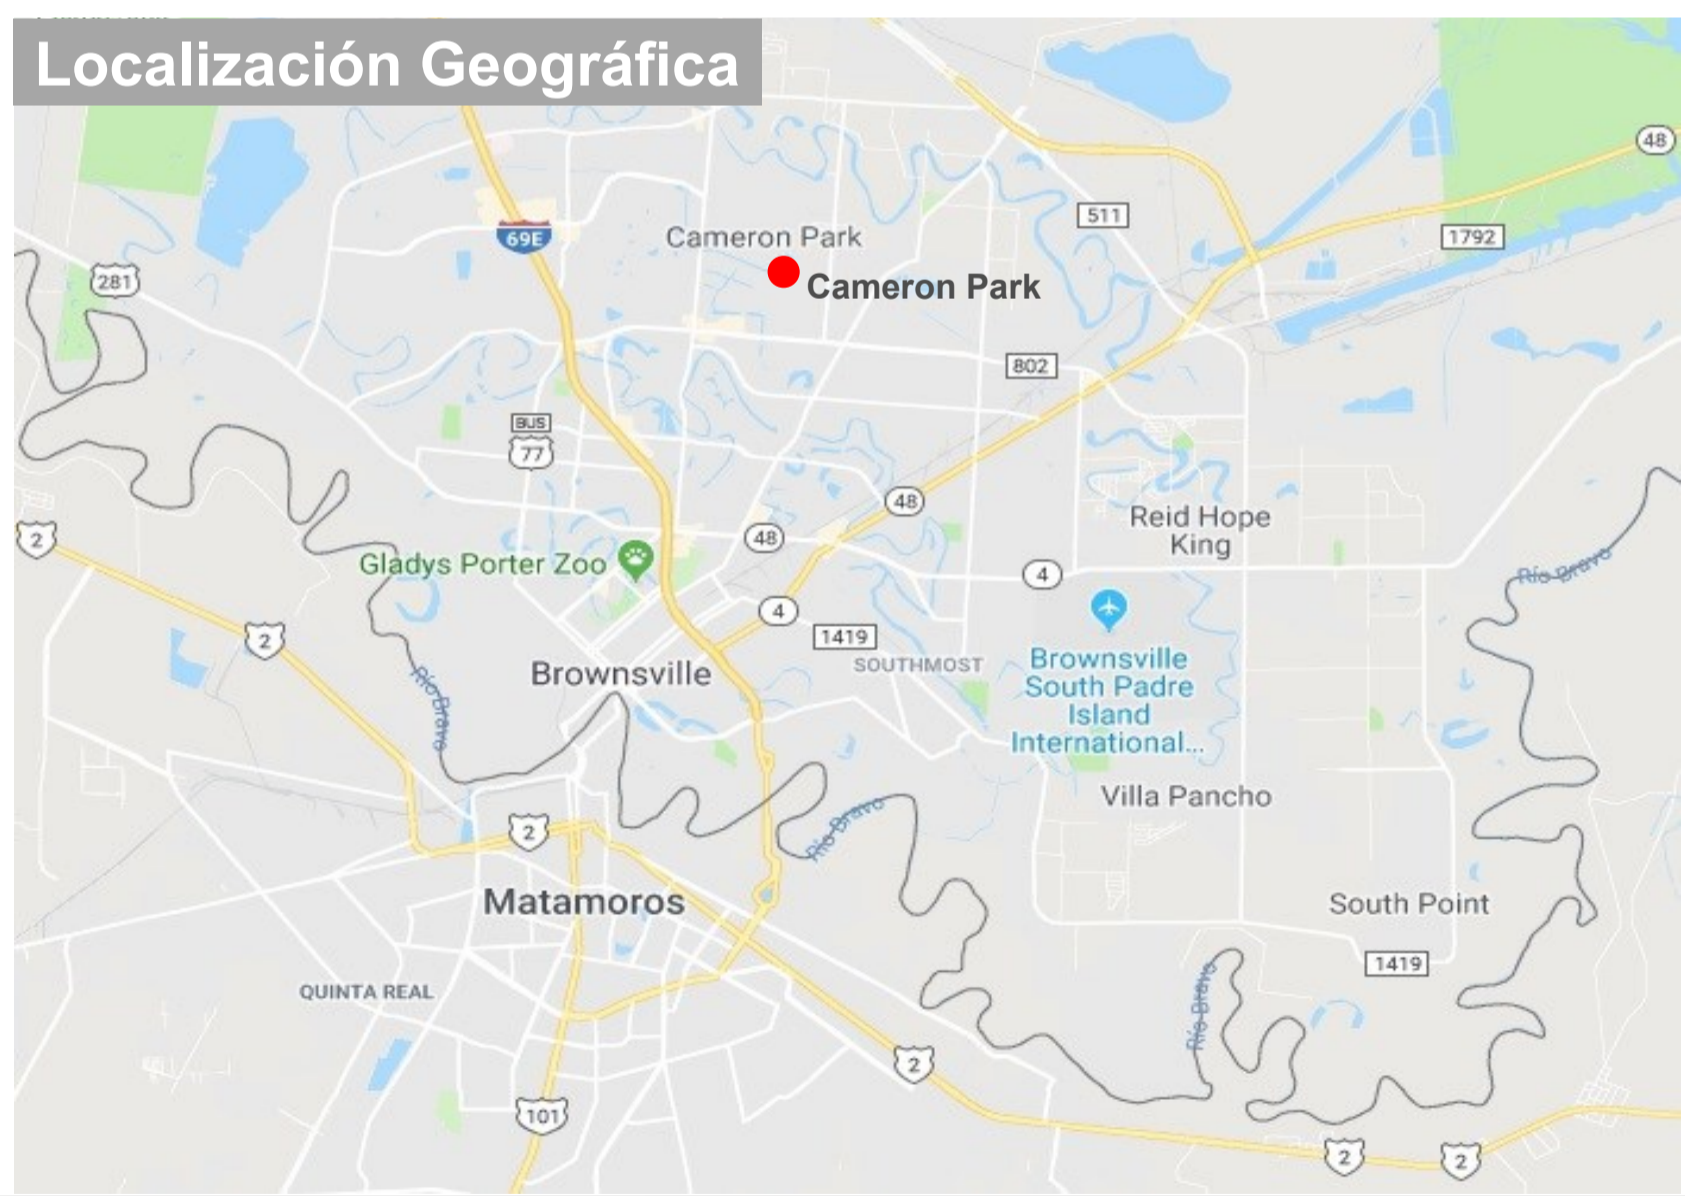 Localización Geográfica
48
511
1792
69E
Cameron Park
281
Cameron Park
802
BUS
77
48
2
Reid Hope
King
48
Río Bravo
Gladys Porter Zoo
4
4
2
1419
SOUTHMOST
Brownsville
Brownsville
South Padre
Island
International...
Río Bravo
Villa Pancho
2
Río Bravo
Matamoros
South Point
1419
QUINTA REAL
Río Bravo
2
101
2
2